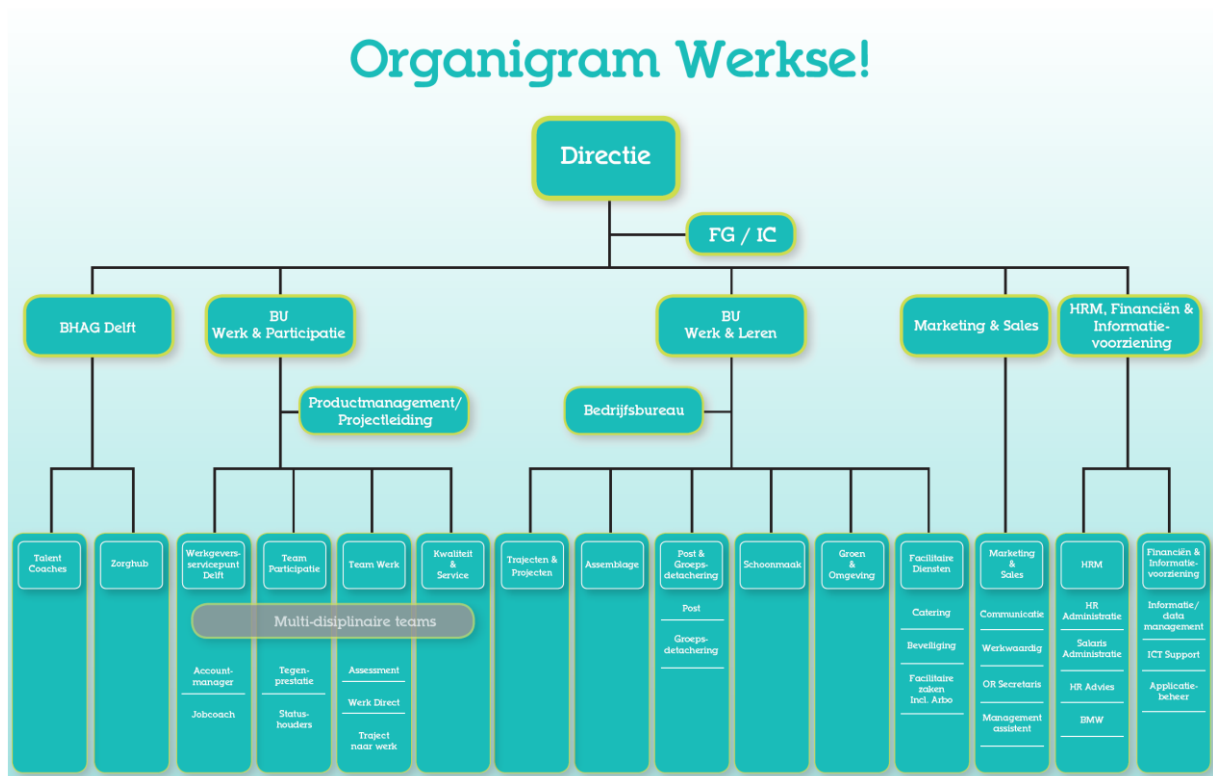 Organigram Werkse!
Directie
FG / IC
BHAG Delft
BU
Werk & Participatie
BU
Werk & Leren
Marketing & Sales
HRM, Financiën &
Informatie-
voorziening
Productmanagement/
Projectleiding
Bedrijfsbureau
Talent
Coaches
Zorghub
Werkgevers-
servicepunt
Delft
Team
Participatie
Team Werk
Kwaliteit
&
Service
Trajecten &
Projecten
Assemblage
Post &
Groeps-
detachering
Schoonmaak
Groen
&
Omgeving
Facilitaire
Diensten
Marketing
&
Sales
HRM
Financiën &
Informatie-
voorziening
Multi-disiplinaire teams
Account-
manager
Jobcoach
Tegen-
prestatie
Status-
houders
Assessment
Werk Direct
Traject
naar werk
Post
Groeps-
detachering
Catering
Beveiliging
Facilitaire
zaken
Incl. Arbo
Communicatie
Werkwaardig
OR Secretaris
Management
assistent
HR
Administratie
Salaris
Administratie
HR Advies
BMW
Informatie/
data
management
ICT Support
Applicatie-
beheer